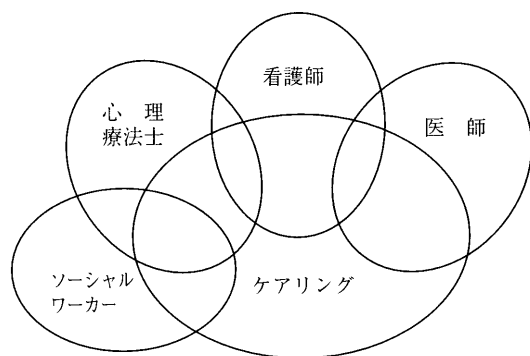 看護師
心　理
療法士
医　師
ソーシャル
ワーカー
ケアリング